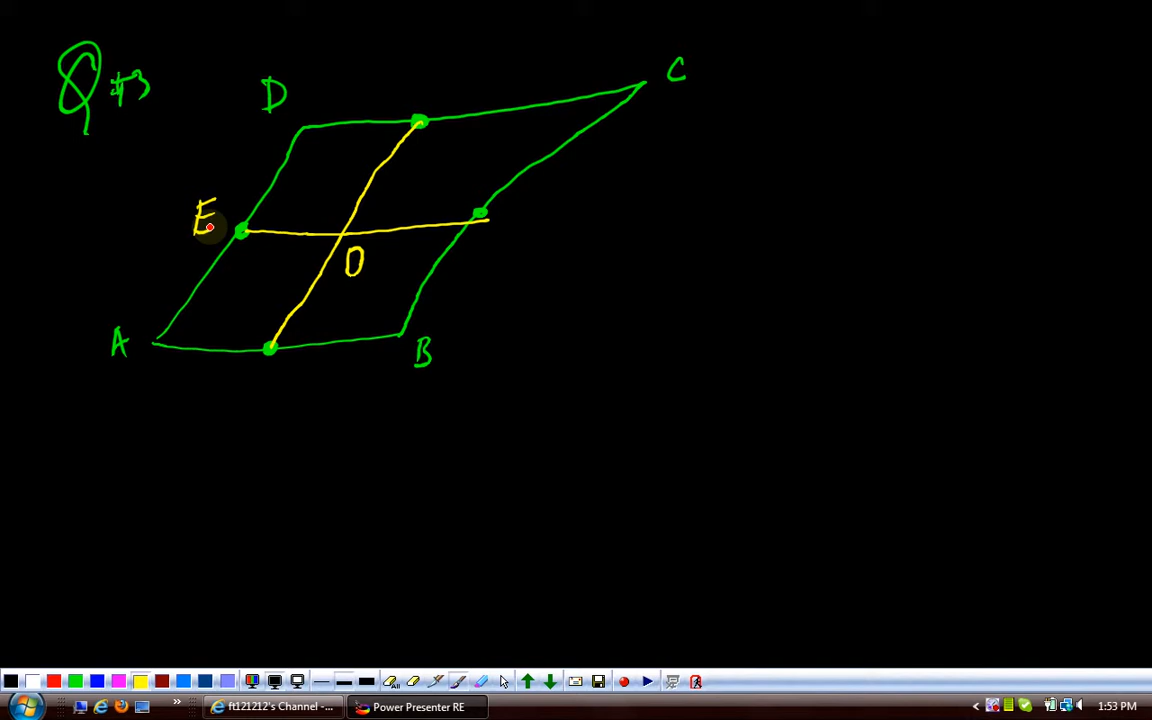 Q #3
D
C
E
O
A
B
ft121212's Channel -...
Power Presenter RE
1:53 PM